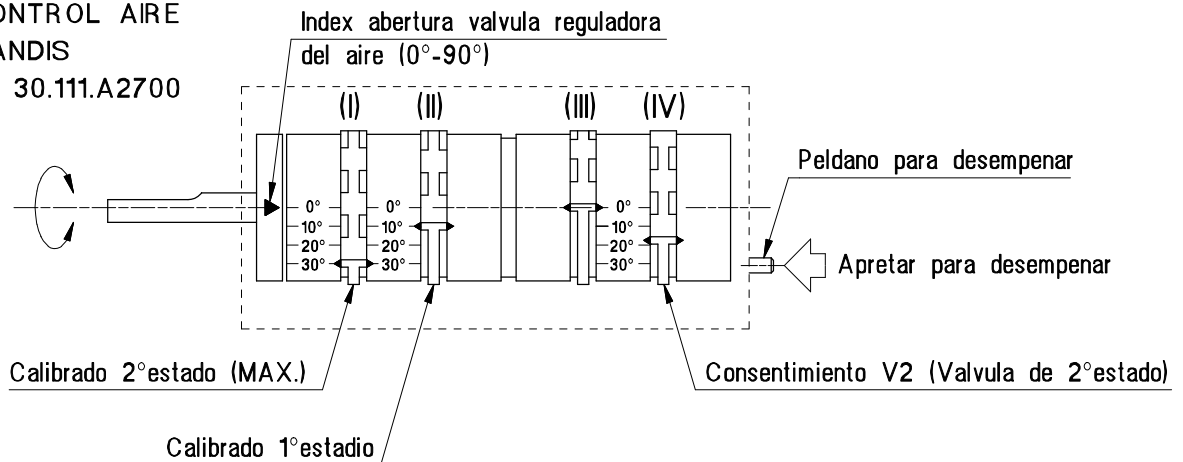 ONTROL AIRE
ANDIS
30.111.A2700
Index abertura valvula reguladora
del aire (0°-90°)
(I) (II) (III) (IV)
Peldano para desempenar
0° 0° 0°
10° 10° 10°
20° 20° 20°
30° 30° 30°
Apretar para desempenar
Calibrado 2°estado (MAX.)
Consentimiento V2 (Valvula de 2°estado)
Calibrado 1°estadio